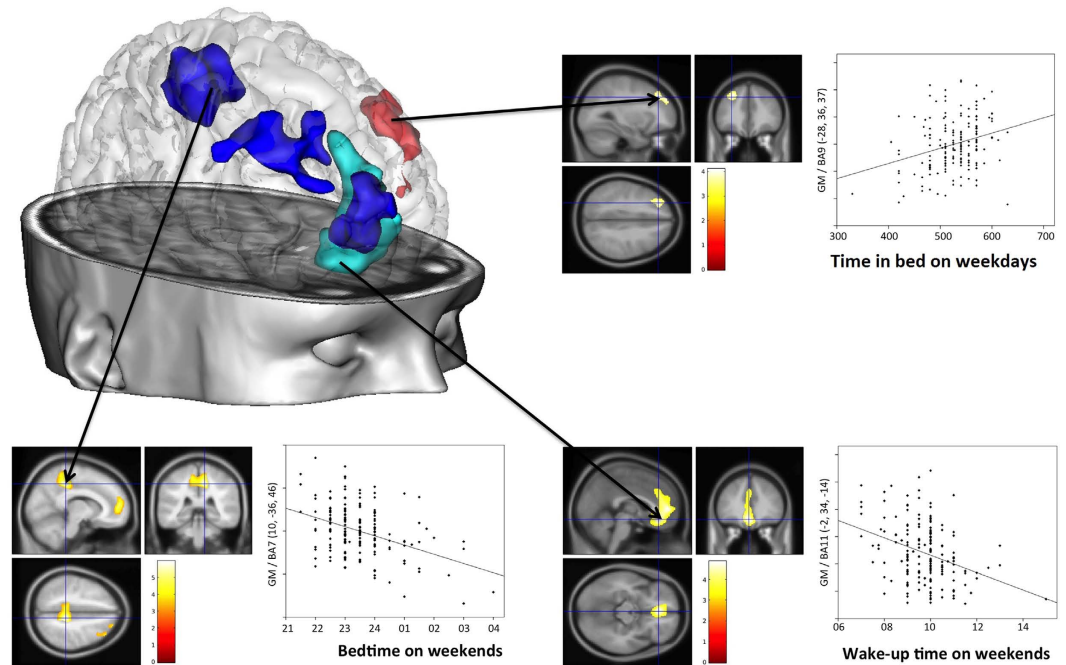 4
3
2
1
0
GM / BA9 (-28, 36, 37)
300 400 500 600 700
Time in bed on weekdays
5
4
3
2
1
0
GM / BA7 (10, -36, 46)
21 22 23 24 01 02 03 04
Bedtime on weekends
4
3
2
1
0
GM / BA11 (-2, 34, -14)
06 08 10 12 14
Wake-up time on weekends